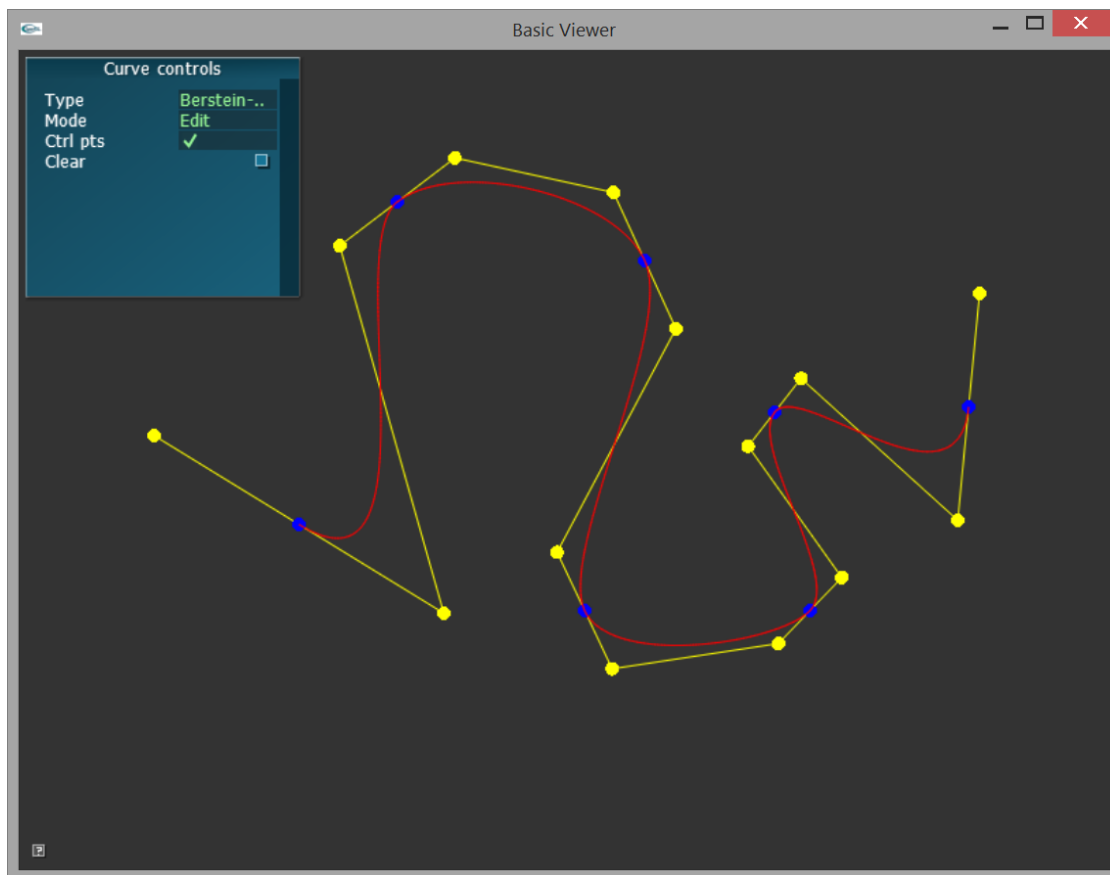 Basic Viewer
Curve controls
Type Berstein-..
Mode Edit
Ctrl pts ✓
Clear
?